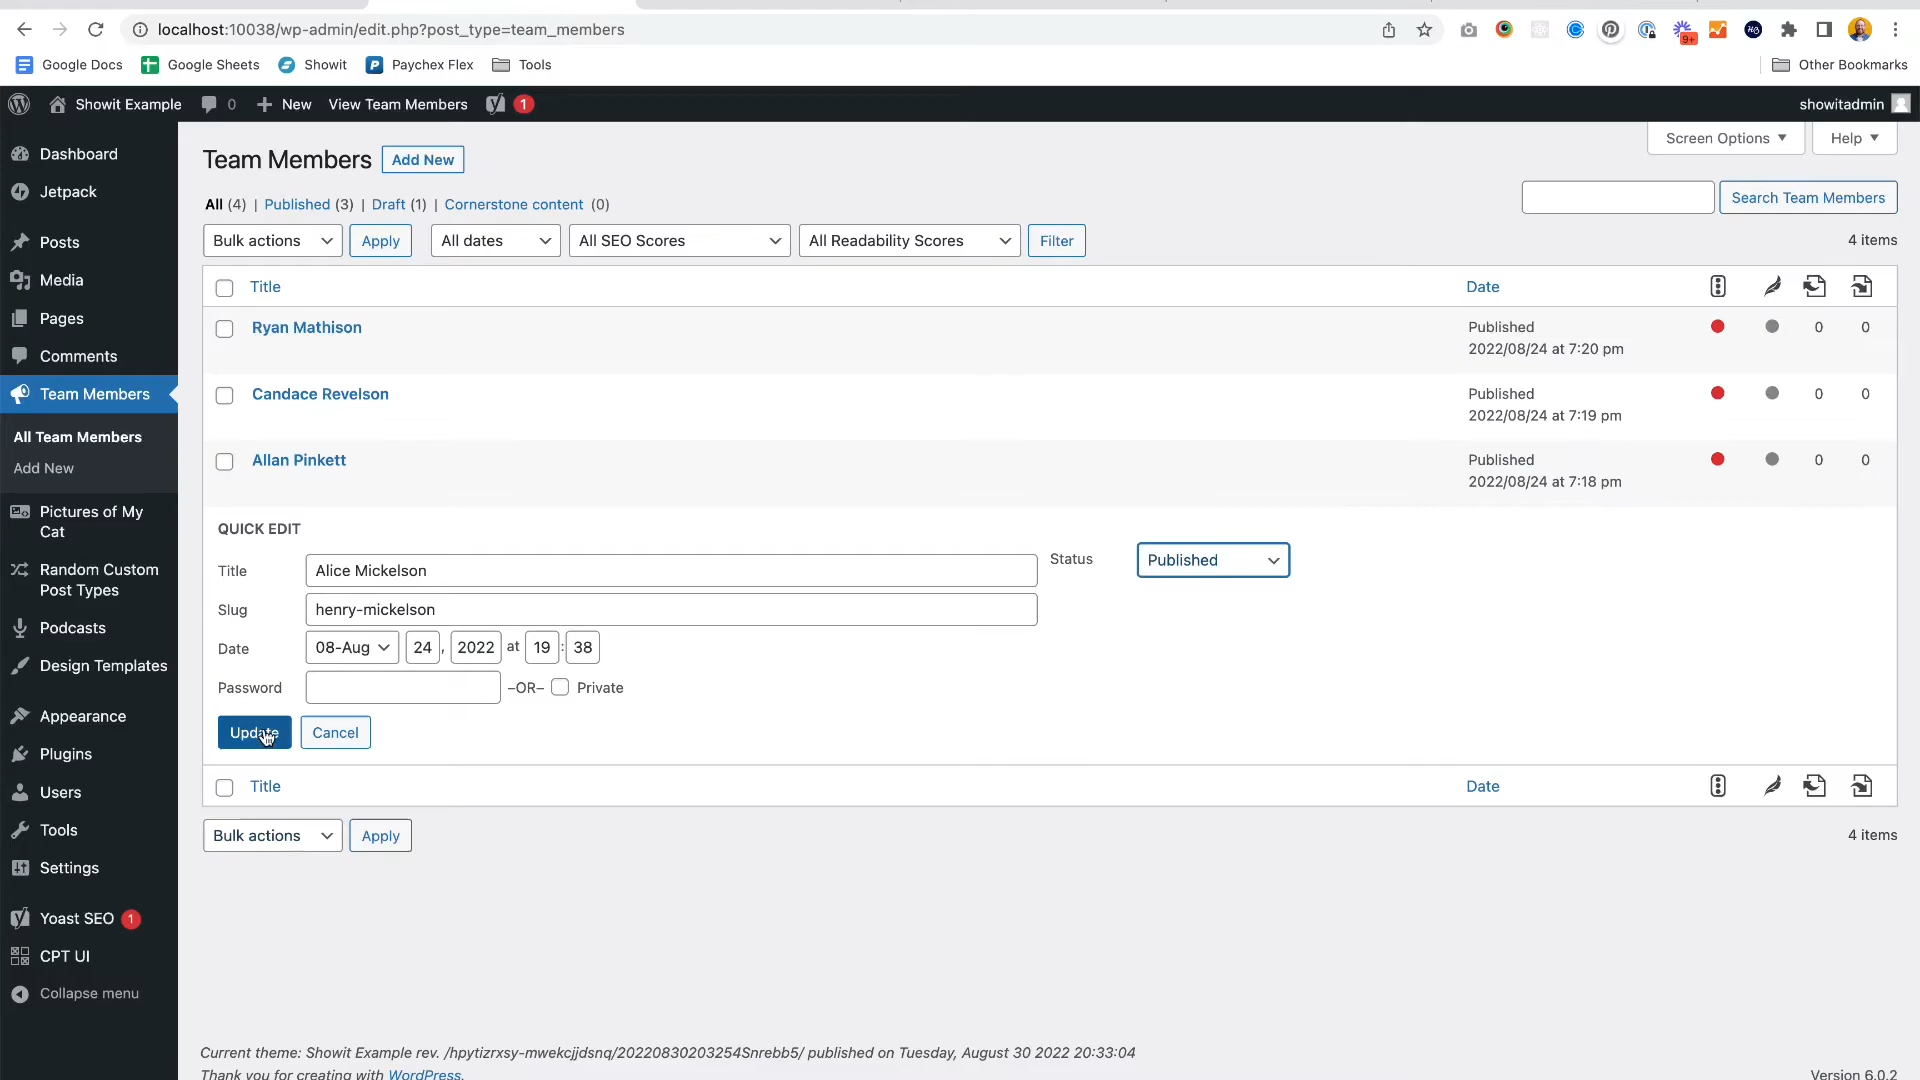 localhost:10038/wp-admin/edit.php?post_type=team_members
9+
Google Docs Google Sheets Showit Paychex Flex Tools Other Bookmarks
Showit Example 0 New View Team Members 1 showitadmin
Screen Options Help
Dashboard
Jetpack
Posts
Media
Pages
Comments
Team Members
All Team Members
Add New
Pictures of My
Cat
Random Custom
Post Types
Podcasts
Design Templates
Appearance
Plugins
Users
Tools
Settings
Yoast SEO 1
CPT UI
Collapse menu
Team Members Add New
All (4) | Published (3) | Draft (1) | Cornerstone content (0)
Search Team Members
Bulk actions Apply All dates All SEO Scores All Readability Scores Filter 4 items
Title Date
Ryan Mathison Published 0 0
2022/08/24 at 7:20 pm
Candace Revelson Published 0 0
2022/08/24 at 7:19 pm
Allan Pinkett Published 0 0
2022/08/24 at 7:18 pm
QUICK EDIT
Title Alice Mickelson Status Published
Slug henry-mickelson
Date 08-Aug 24 , 2022 at 19 : 38
Password –OR– Private
Update Cancel
Title Date
Bulk actions Apply 4 items
Current theme: Showit Example rev. /hpytizrxsy-mwekcjjdsnq/20220830203254Snrebb5/ published on Tuesday, August 30 2022 20:33:04
Thank you for creating with WordPress. Version 6.0.2